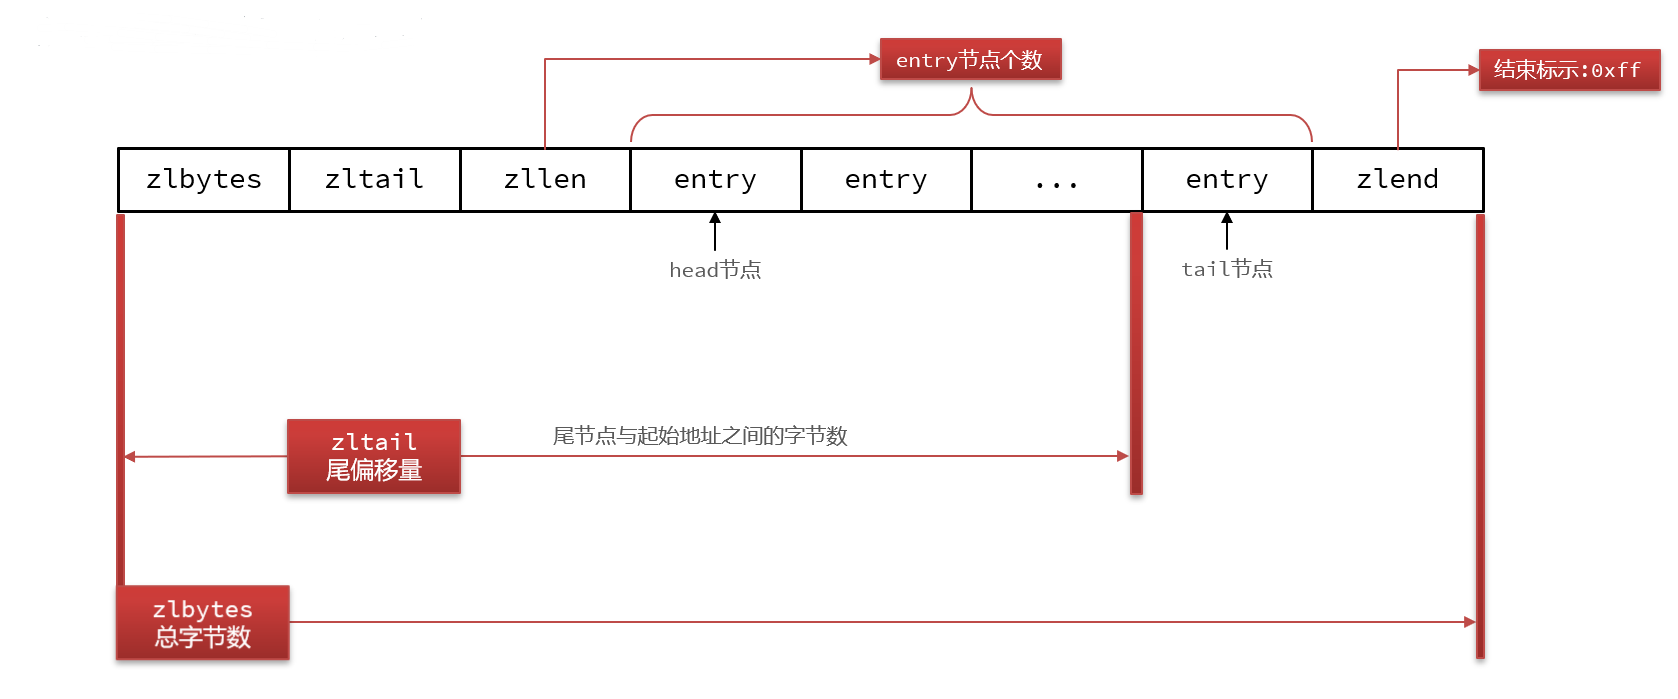 entry节点个数
结束标示:0xff
zlbytes
zltail
zllen
entry
entry
...
entry
zlend
head节点
tail节点
zltail
尾偏移量
尾节点与起始地址之间的字节数
zlbytes
总字节数